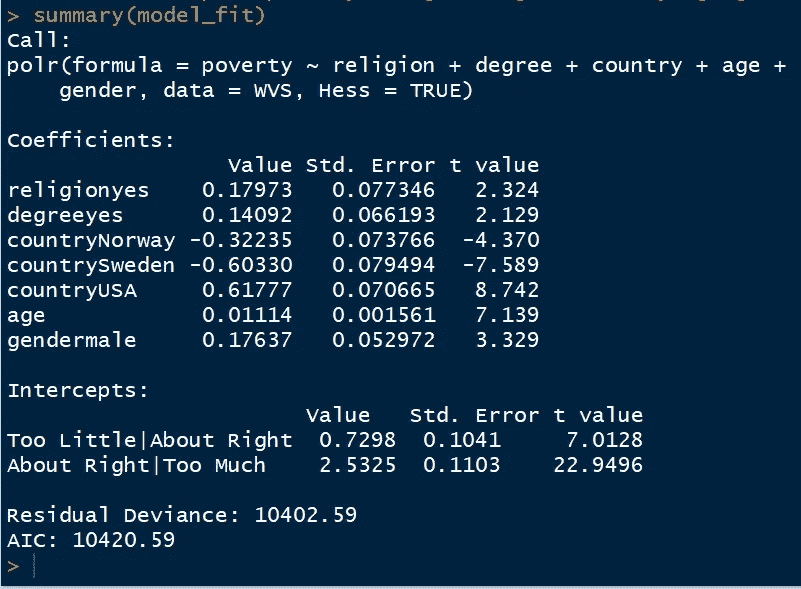 > summary(model_fit)
Call:
polr(formula = poverty ~ religion + degree + country + age +
    gender, data = WVS, Hess = TRUE)

Coefficients:
                 Value Std. Error t value
religionyes    0.17973   0.077346   2.324
degreeyes      0.14092   0.066193   2.129
countryNorway -0.32235   0.073766  -4.370
countrySweden -0.60330   0.079494  -7.589
countryUSA     0.61777   0.070665   8.742
age            0.01114   0.001561   7.139
gendermale     0.17637   0.052972   3.329

Intercepts:
                       Value   Std. Error t value
Too Little|About Right  0.7298  0.1041     7.0128
About Right|Too Much    2.5325  0.1103    22.9496

Residual Deviance: 10402.59
AIC: 10420.59
>